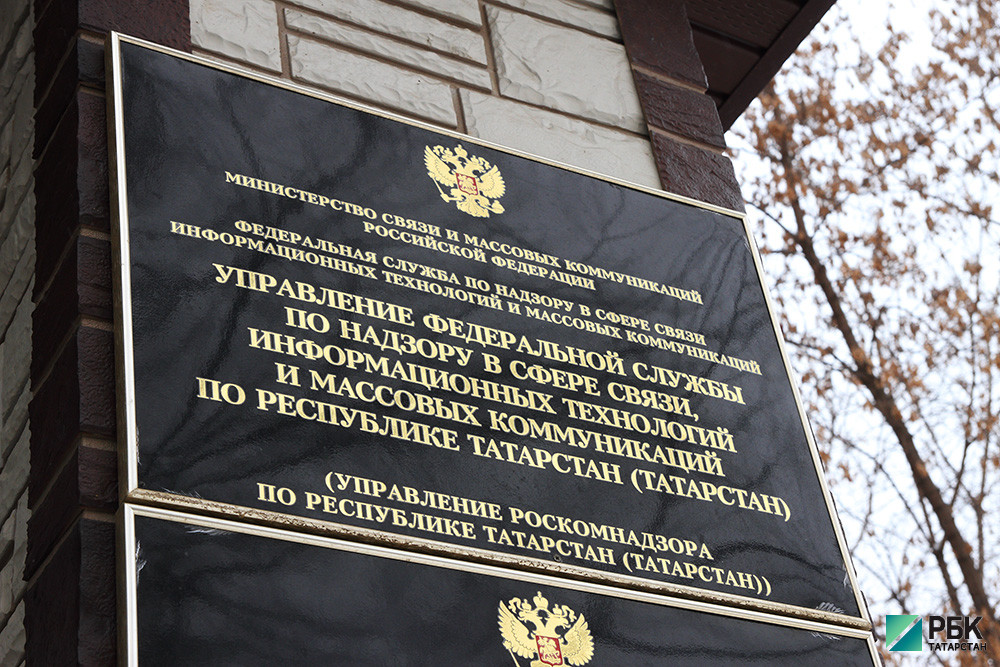 МИНИСТЕРСТВО СВЯЗИ И МАССОВЫХ КОММУНИКАЦИЙ
РОССИЙСКОЙ ФЕДЕРАЦИИ
ФЕДЕРАЛЬНАЯ СЛУЖБА ПО НАДЗОРУ В СФЕРЕ СВЯЗИ
ИНФОРМАЦИОННЫХ ТЕХНОЛОГИЙ И МАССОВЫХ КОММУНИКАЦИЙ
УПРАВЛЕНИЕ ФЕДЕРАЛЬНОЙ СЛУЖБЫ
ПО НАДЗОРУ В СФЕРЕ СВЯЗИ,
ИНФОРМАЦИОННЫХ ТЕХНОЛОГИЙ
И МАССОВЫХ КОММУНИКАЦИЙ
ПО РЕСПУБЛИКЕ ТАТАРСТАН (ТАТАРСТАН)
(УПРАВЛЕНИЕ РОСКОМНАДЗОРА
ПО РЕСПУБЛИКЕ ТАТАРСТАН (ТАТАРСТАН))
РБК
ТАТАРСТАН